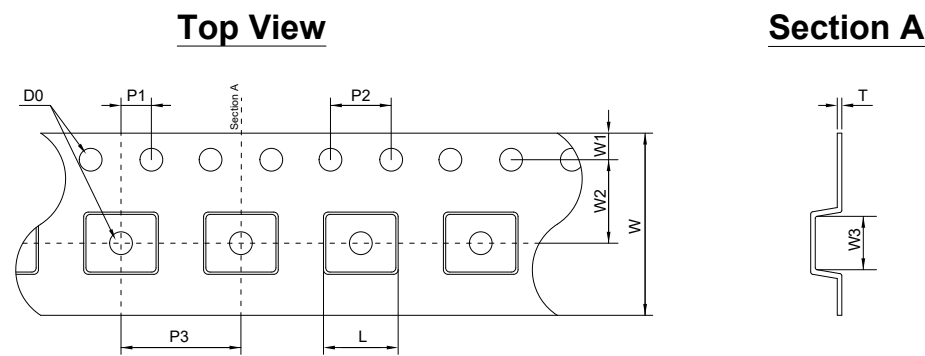 Top View
Section A
D0
P1
Section A
P2
T
W1
W2
W
W3
P3
L